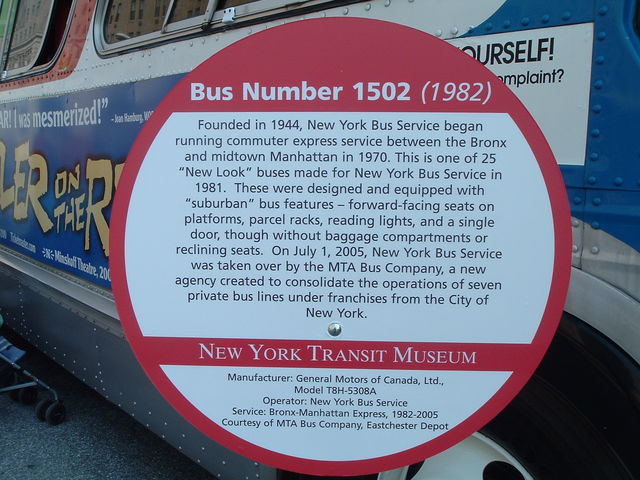 OURSELF!
omplaint?
Bus Number 1502 (1982)
Founded in 1944, New York Bus Service began
running commuter express service between the Bronx
and midtown Manhattan in 1970. This is one of 25
"New Look" buses made for New York Bus Service in
1981. These were designed and equipped with
"suburban" bus features – forward-facing seats on
platforms, parcel racks, reading lights, and a single
door, though without baggage compartments or
reclining seats. On July 1, 2005, New York Bus Service
was taken over by the MTA Bus Company, a new
agency created to consolidate the operations of seven
private bus lines under franchises from the City of
New York.
NEW YORK TRANSIT MUSEUM
Manufacturer: General Motors of Canada, Ltd.,
Model T8H-5308A
Operator: New York Bus Service
Service: Bronx-Manhattan Express, 1982-2005
Courtesy of MTA Bus Company, Eastchester Depot
AR! I was mesmerized!"
LER ON
THE R
Minskoff Theatre, 200